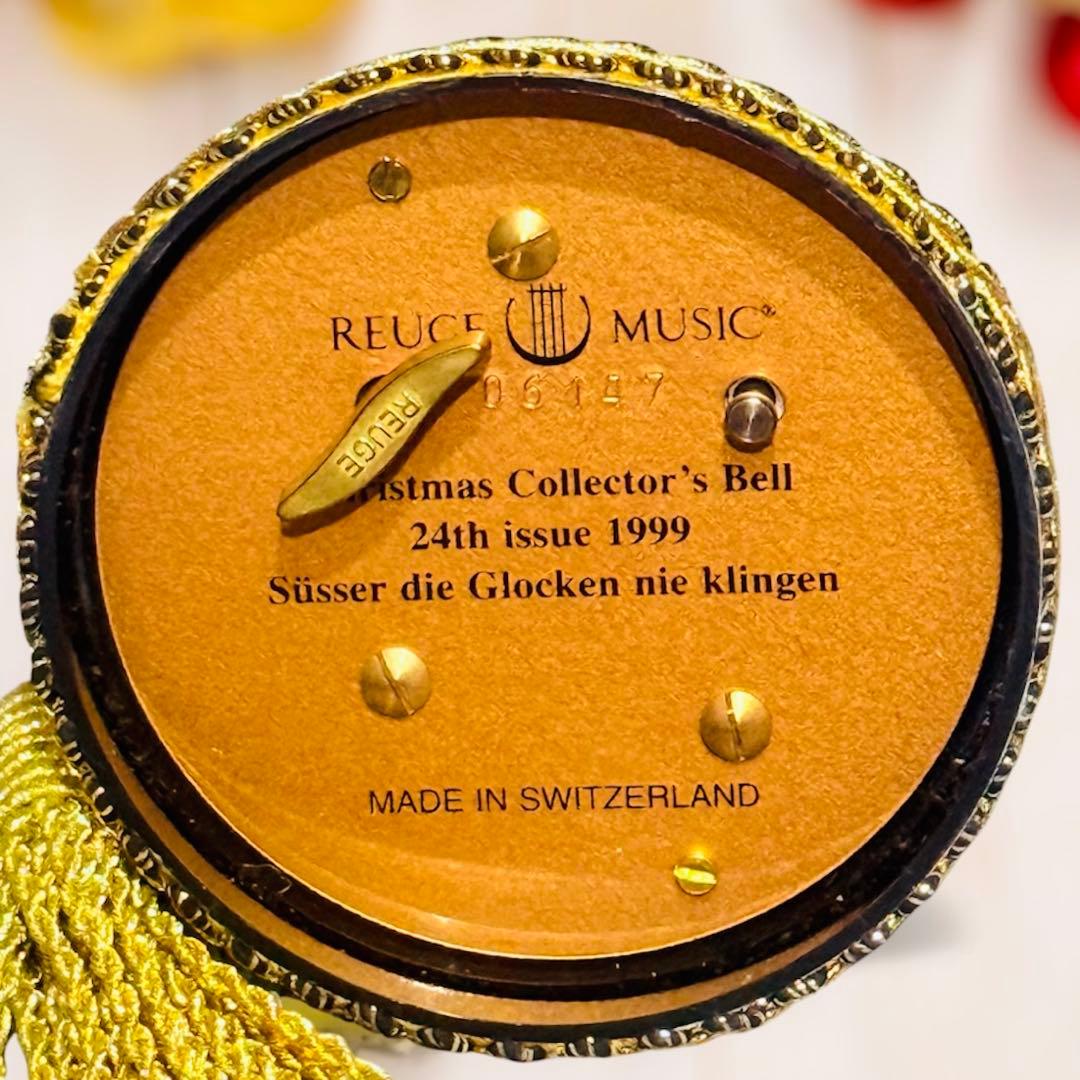 REUGE MUSIC®
06147
REUGE
istmas Collector's Bell
24th issue 1999
Süsser die Glocken nie klingen
MADE IN SWITZERLAND